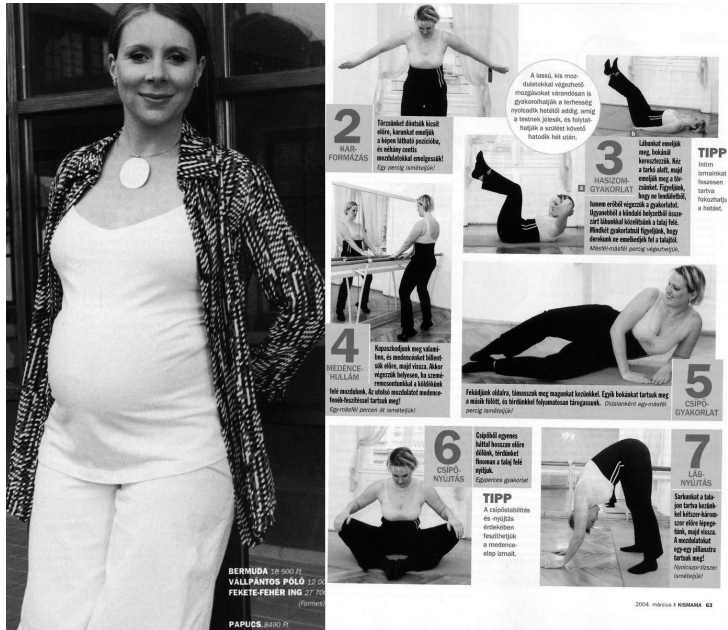 BERMUDA 18 500 Ft
VÁLLPÁNTOS PÓLÓ 12 00
FEKETE-FEHÉR ING 27 70
(Formes)
PAPUCS 8490 Ft
2
KAR-
FORMÁZÁS
Törzsünket döntsük kicsit
előre, karunkat emeljük
a képen látható pozícióba,
és néhány centis
mozdulatokkal emelgessük!
Egy percig ismételjük!
A lassú, kis moz-
dulatokkal végezhető
mozgásokat várandósan is
gyakorolhatják a terhesség
nyolcadik hetétől addig, amíg
a testnek jólesik, és folytat-
hatják a szülést követő
hatodik hét után.
b
a
3
HASIZOM-
GYAKORLAT
Lábunkat emeljük
meg, bokánál
keresztezzük. Kéz
a tarkó alatt, majd
emeljük meg a tör-
zsünket. Figyeljünk,
hogy ne lendületből,
hanem erőből végezzük a gyakorlatot.
Ugyanebből a kiinduló helyzetből össze-
zárt lábunkkal közelítsünk a talaj felé.
Mindkét gyakorlatnál figyeljünk, hogy
derekunk ne emelkedjék fel a talajtól.
Másfél-másfél percig végezhetjük.
TIPP
Intim
izmainkat
feszesen
tartva
fokozhatju
a hatást.
4
MEDENCE-
HULLÁM
Kapaszkodjunk meg valami-
ben, és medencénket billent-
sük előre, majd vissza. Akkor
végezzük helyesen, ha szemé-
remcsontunkkal a köldökünk
felé mozdulunk. Az utolsó mozdulatot medence-
fenék-feszítéssel tartsuk meg!
Egy-másfél percen át ismételjük!
5
CSÍPŐ-
GYAKORLAT
Feküdjünk oldalra, támasszuk meg magunkat kezünkkel. Egyik bokánkat tartsuk meg
a másik fölött, és térdünkkel folyamatosan tárogassunk. Oldalanként egy-másfél
percig ismételjük!
6
CSÍPŐ-
NYÚJTÁS
Csípőből egyenes
háttal hosszan előre
dőlünk, térdünket
finoman a talaj felé
nyitjuk.
Egyperces gyakorlat
TIPP
A csípőstabilitás
és -nyújtás
érdekében
feszíthetjük
a medence-
alap izmait.
7
LÁB-
NYÚJTÁS
Sarkunkat a tala-
jon tartva kezünk-
kel kétszer-három-
szor előre lépege-
tünk, majd vissza.
A mozdulatokat
egy-egy pillanatra
tartsuk meg!
Nyolcszor-tízszer
ismételjük!
2004. március KISMAMA 63